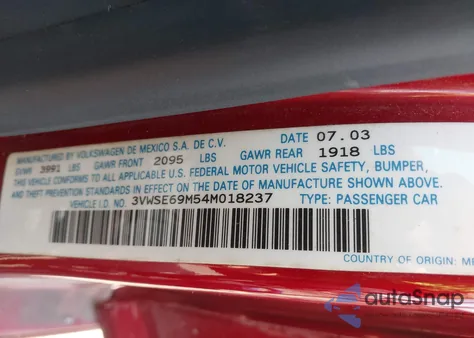 MANUFACTURED BY VOLKSWAGEN DE MEXICO S.A. DE C.V. DATE 07.03
GVWR 3991 LBS GAWR FRONT 2095 LBS GAWR REAR 1918 LBS
THIS VEHICLE CONFORMS TO ALL APPLICABLE U.S. FEDERAL MOTOR VEHICLE SAFETY, BUMPER,
AND THEFT PREVENTION STANDARDS IN EFFECT ON THE DATE OF MANUFACTURE SHOWN ABOVE.
VEHICLE I.D. NO. 3VWSE69M54M018237 TYPE: PASSENGER CAR
COUNTRY OF ORIGIN: ME
autoSnap